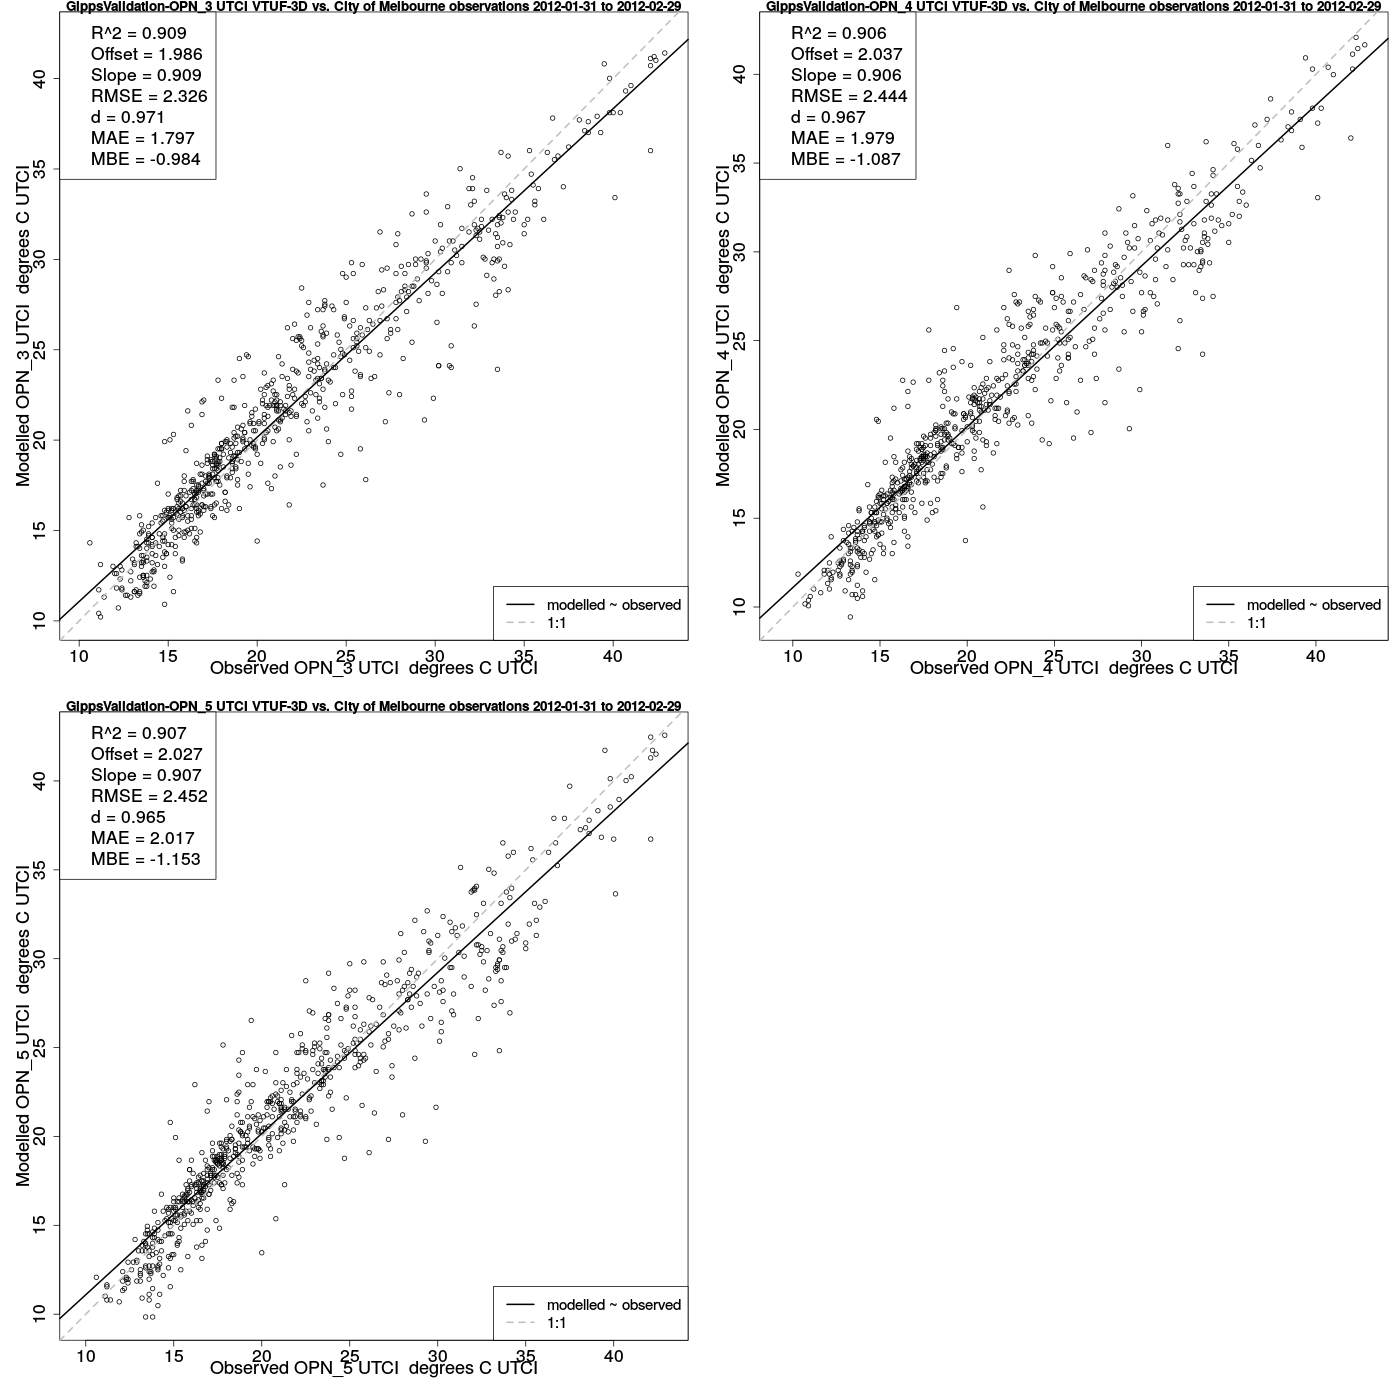 GippsValidation-OPN_3 UTCI VTUF-3D vs. City of Melbourne observations 2012-01-31 to 2012-02-29
R^2 = 0.909
Offset = 1.986
Slope = 0.909
RMSE = 2.326
d = 0.971
MAE = 1.797
MBE = -0.984
Modelled OPN_3 UTCI degrees C UTCI
40
35
30
25
20
15
10
modelled ~ observed
1:1
10 15 20 25 30 35 40
Observed OPN_3 UTCI degrees C UTCI
GippsValidation-OPN_4 UTCI VTUF-3D vs. City of Melbourne observations 2012-01-31 to 2012-02-29
R^2 = 0.906
Offset = 2.037
Slope = 0.906
RMSE = 2.444
d = 0.967
MAE = 1.979
MBE = -1.087
Modelled OPN_4 UTCI degrees C UTCI
40
35
30
25
20
15
10
modelled ~ observed
1:1
10 15 20 25 30 35 40
Observed OPN_4 UTCI degrees C UTCI
GippsValidation-OPN_5 UTCI VTUF-3D vs. City of Melbourne observations 2012-01-31 to 2012-02-29
R^2 = 0.907
Offset = 2.027
Slope = 0.907
RMSE = 2.452
d = 0.965
MAE = 2.017
MBE = -1.153
Modelled OPN_5 UTCI degrees C UTCI
40
35
30
25
20
15
10
modelled ~ observed
1:1
10 15 20 25 30 35 40
Observed OPN_5 UTCI degrees C UTCI